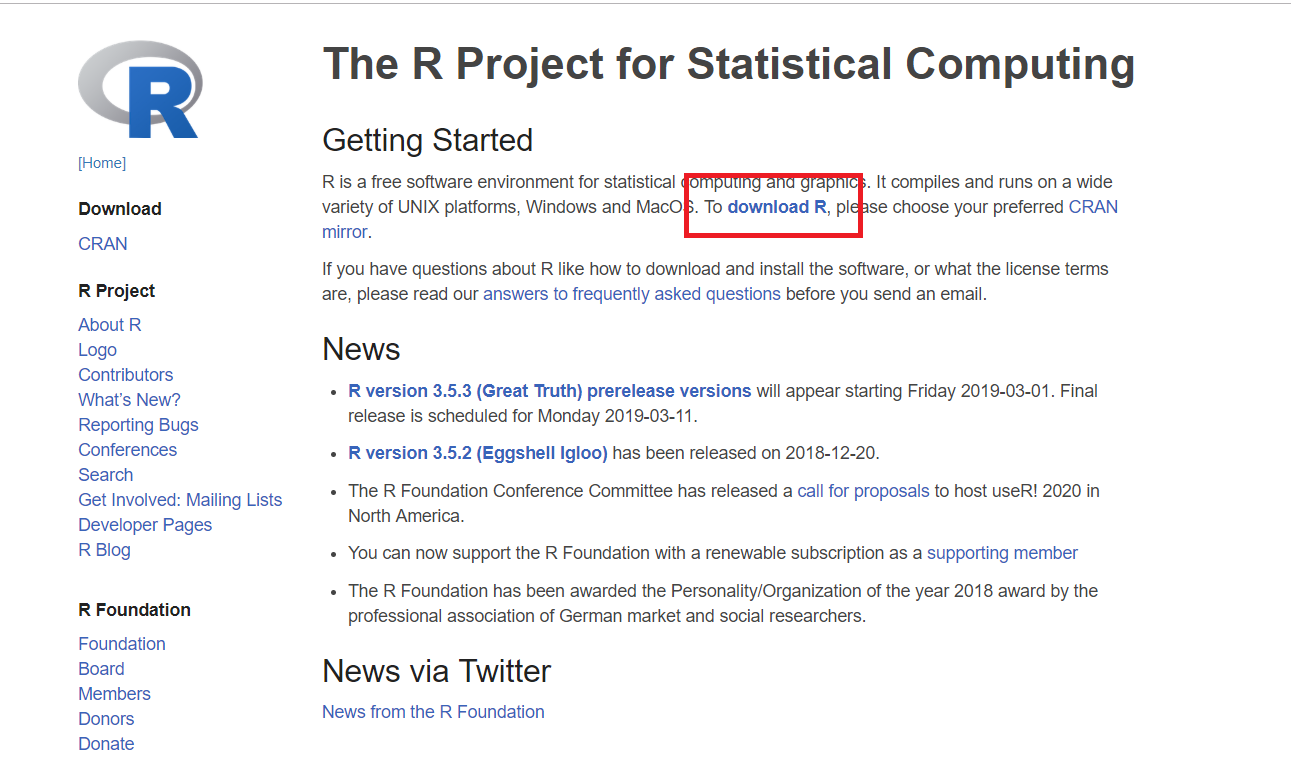 R
[Home]
Download
CRAN
R Project
About R
Logo
Contributors
What's New?
Reporting Bugs
Conferences
Search
Get Involved: Mailing Lists
Developer Pages
R Blog
R Foundation
Foundation
Board
Members
Donors
Donate
The R Project for Statistical Computing
Getting Started
R is a free software environment for statistical computing and graphics. It compiles and runs on a wide
variety of UNIX platforms, Windows and MacOS. To download R, please choose your preferred CRAN
mirror.
If you have questions about R like how to download and install the software, or what the license terms
are, please read our answers to frequently asked questions before you send an email.
News
• R version 3.5.3 (Great Truth) prerelease versions will appear starting Friday 2019-03-01. Final
release is scheduled for Monday 2019-03-11.
• R version 3.5.2 (Eggshell Igloo) has been released on 2018-12-20.
• The R Foundation Conference Committee has released a call for proposals to host useR! 2020 in
North America.
• You can now support the R Foundation with a renewable subscription as a supporting member
• The R Foundation has been awarded the Personality/Organization of the year 2018 award by the
professional association of German market and social researchers.
News via Twitter
News from the R Foundation